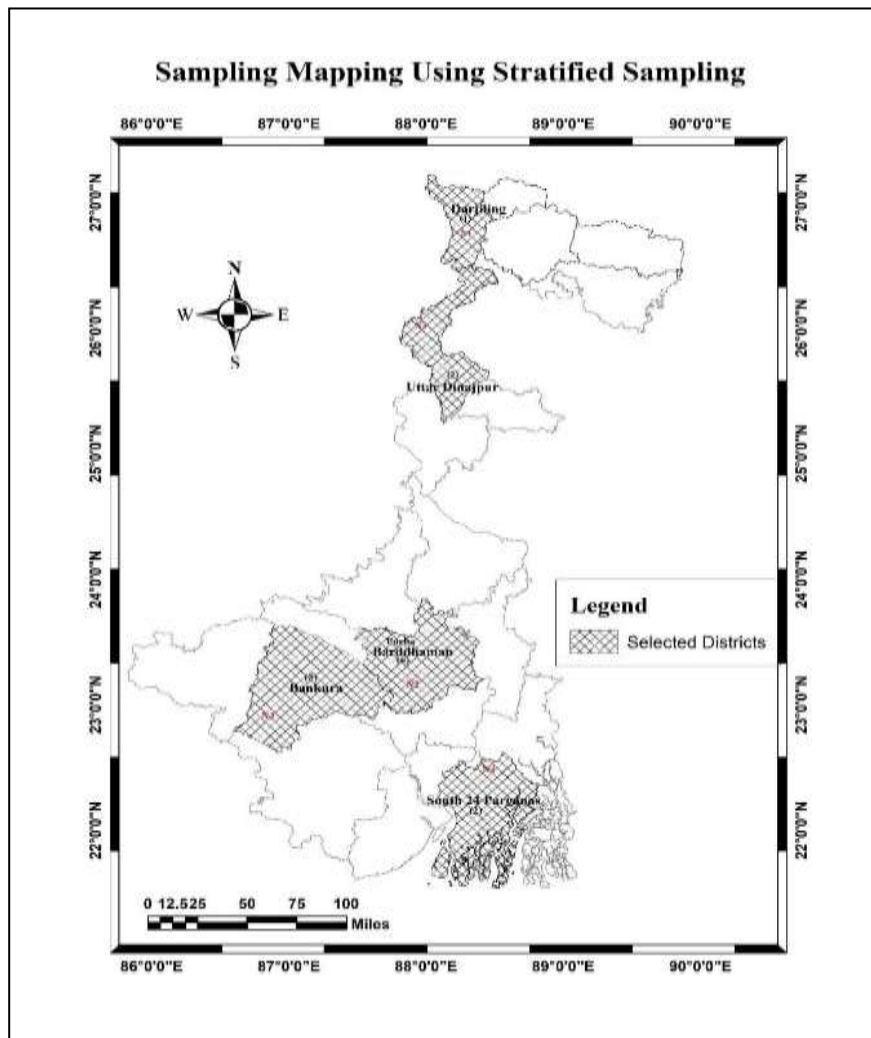 Sampling Mapping Using Stratified Sampling
86°0'0"E 87°0'0"E 88°0'0"E 89°0'0"E 90°0'0"E
27°0'0"N 27°0'0"N
Darjiling
N
W E
S
26°0'0"N 26°0'0"N
(2)
Uttar Dinajpur
25°0'0"N 25°0'0"N
24°0'0"N 24°0'0"N
Legend
Selected Districts
Purba
Barddhaman
Bankura
23°0'0"N 23°0'0"N
South 24 Parganas
(2)
22°0'0"N 22°0'0"N
0 12.5 25 50 75 100
Miles
86°0'0"E 87°0'0"E 88°0'0"E 89°0'0"E 90°0'0"E